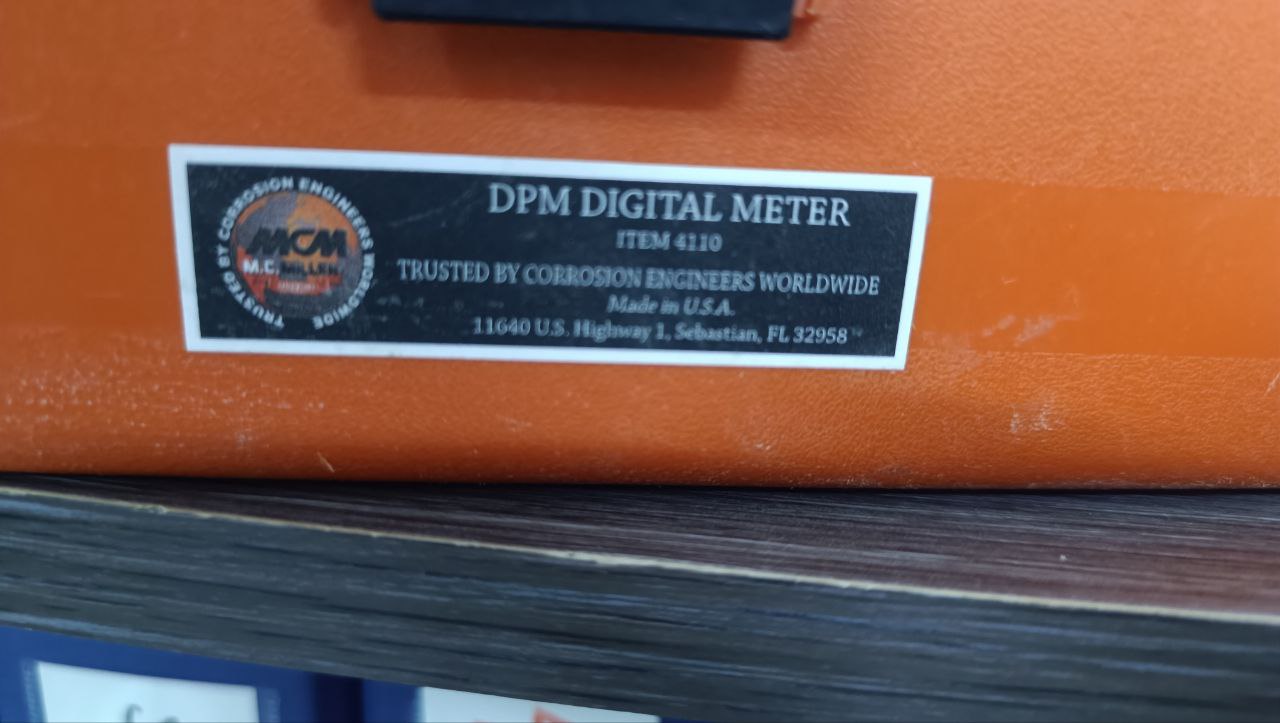 TRUSTED BY CORROSION ENGINEERS WORLDWIDE
MCM
M.C. MILLER
DPM DIGITAL METER
ITEM 4110
TRUSTED BY CORROSION ENGINEERS WORLDWIDE
Made in U.S.A.
11640 U.S. Highway 1, Sebastian, FL 32958